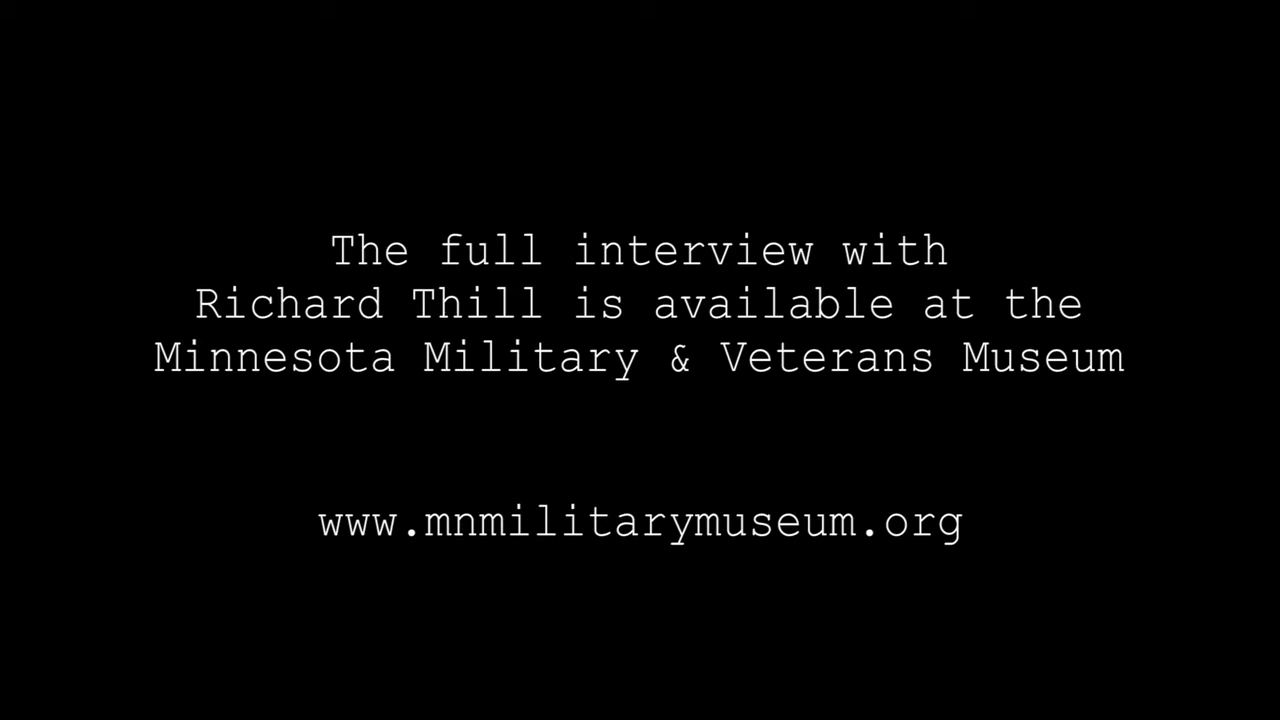 The full interview with
Richard Thill is available at the
Minnesota Military & Veterans Museum
www.mnmilitarymuseum.org